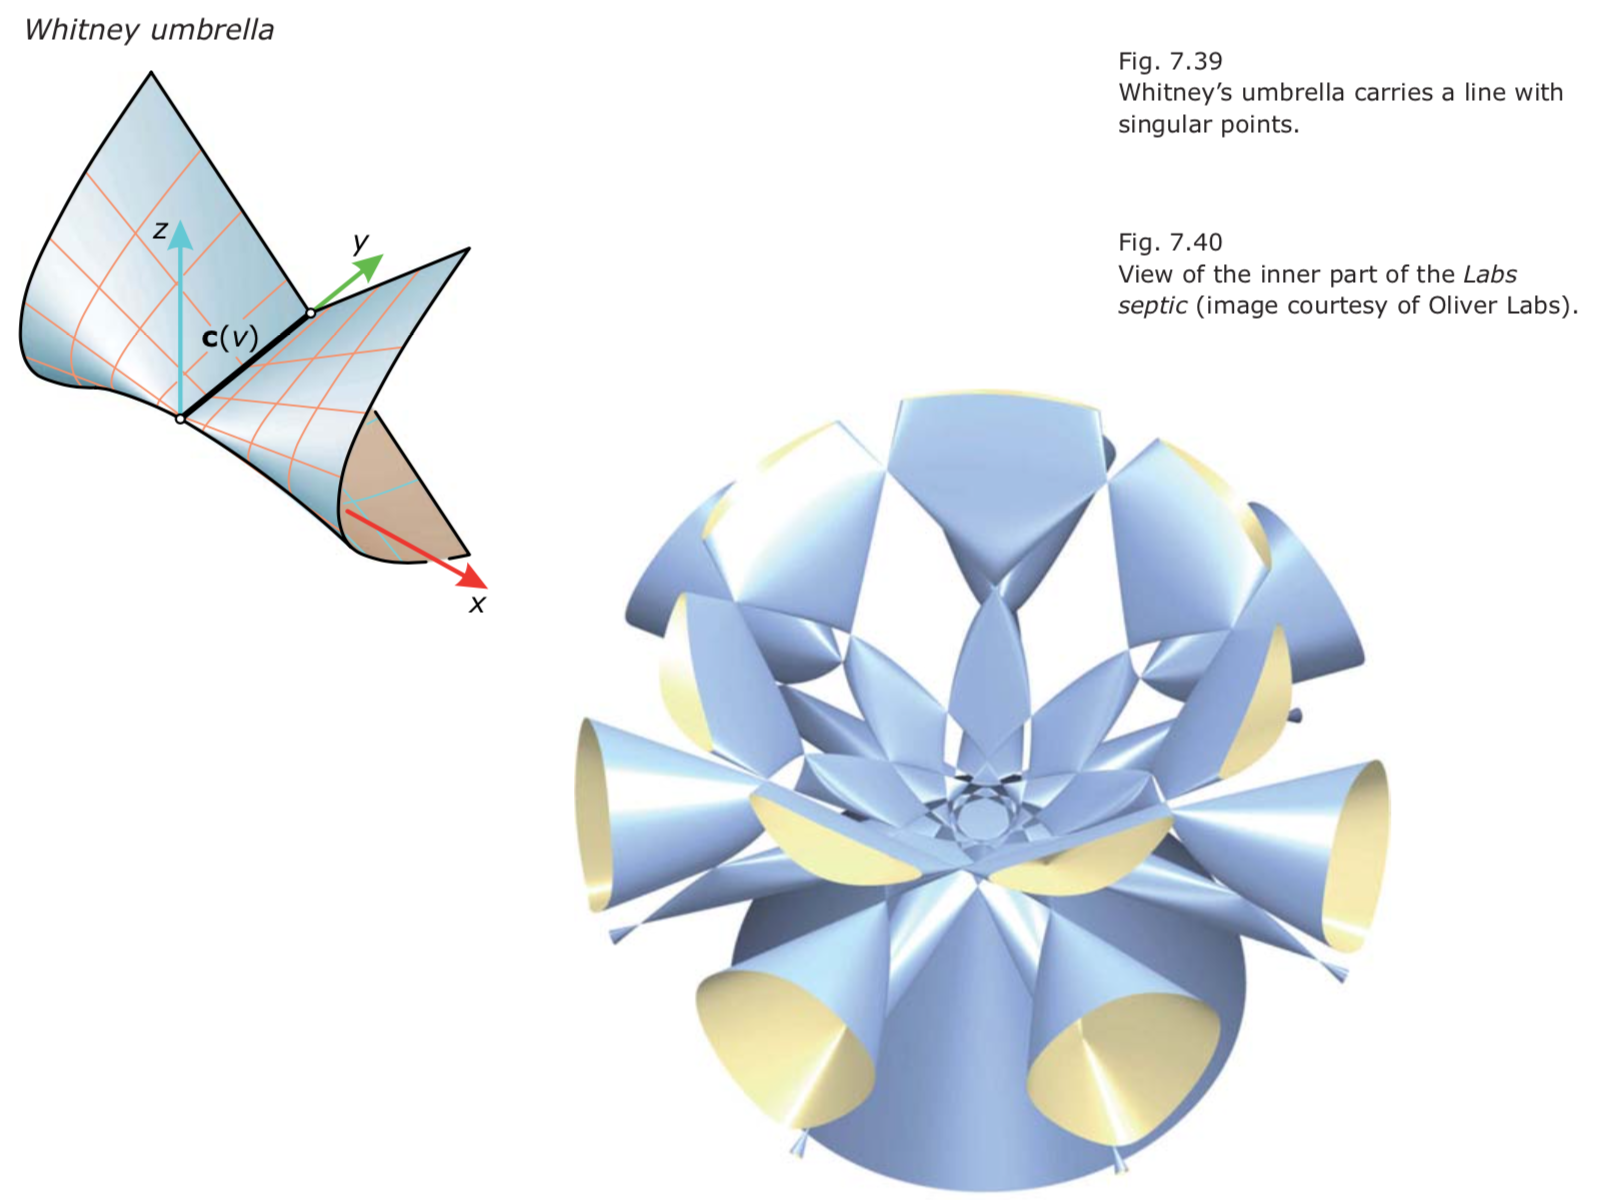 Whitney umbrella
z
y
c(v)
x
Fig. 7.39
Whitney’s umbrella carries a line with
singular points.
Fig. 7.40
View of the inner part of the Labs
septic (image courtesy of Oliver Labs).